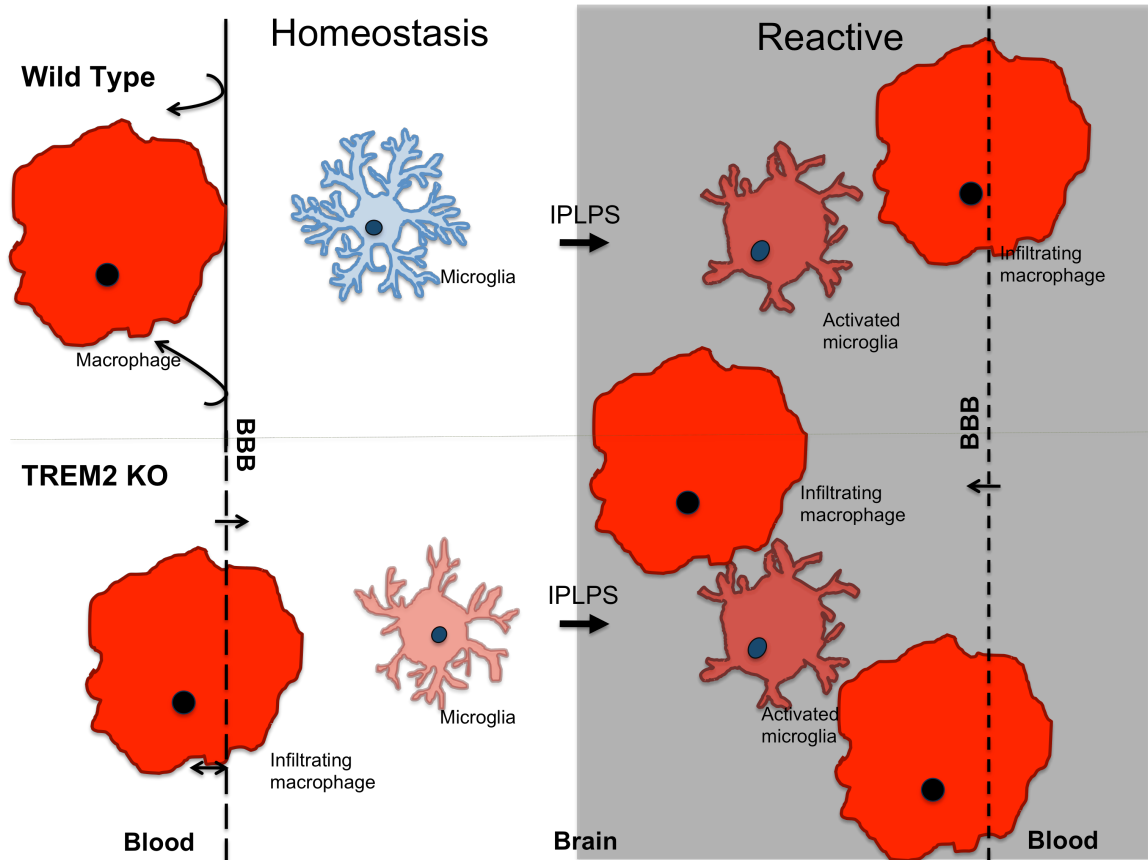 Homeostasis
Reactive
Wild Type
IPLPS
Microglia
Infiltrating
macrophage
Activated
microglia
Macrophage
BBB
BBB
TREM2 KO
Infiltrating
macrophage
IPLPS
Microglia
Activated
microglia
Infiltrating
macrophage
Blood
Brain
Blood